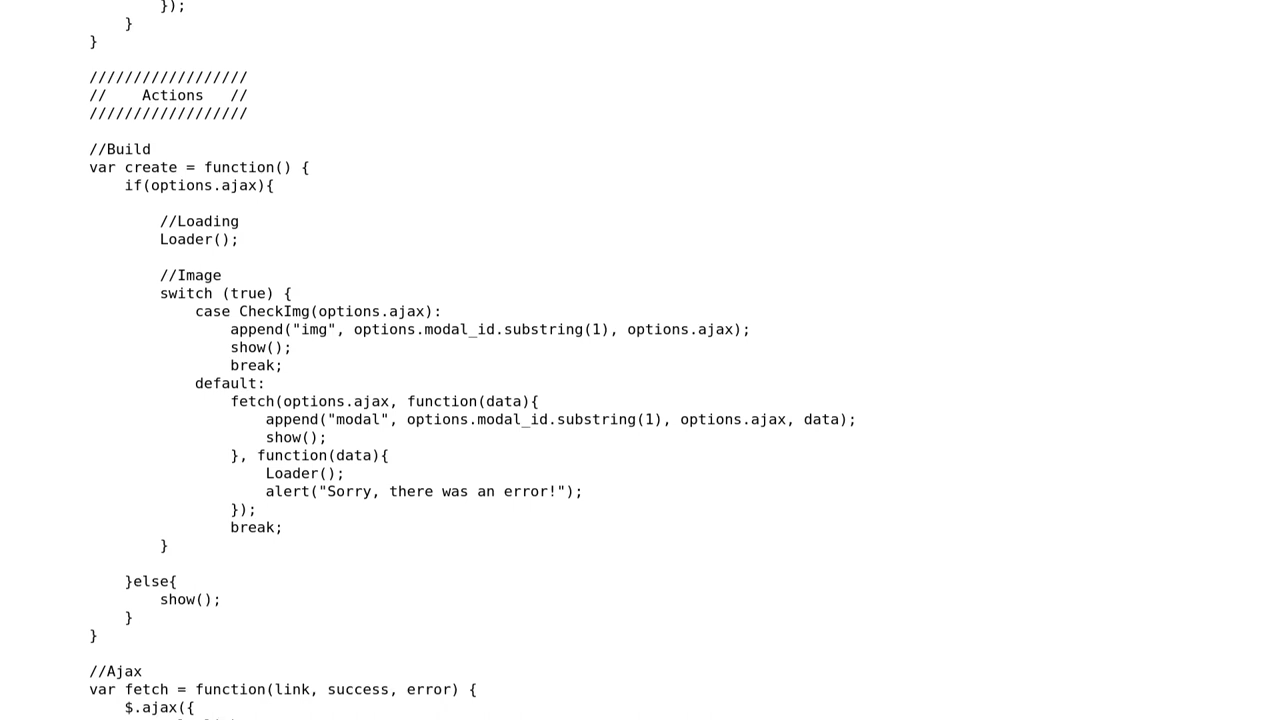 });
    }
}

//////////////////
//    Actions   //
//////////////////

//Build
var create = function() {
    if(options.ajax){

        //Loading
        Loader();

        //Image
        switch (true) {
            case CheckImg(options.ajax):
                append("img", options.modal_id.substring(1), options.ajax);
                show();
                break;
            default:
                fetch(options.ajax, function(data){
                    append("modal", options.modal_id.substring(1), options.ajax, data);
                    show();
                }, function(data){
                    Loader();
                    alert("Sorry, there was an error!");
                });
                break;
        }

    }else{
        show();
    }
}

//Ajax
var fetch = function(link, success, error) {
    $.ajax({